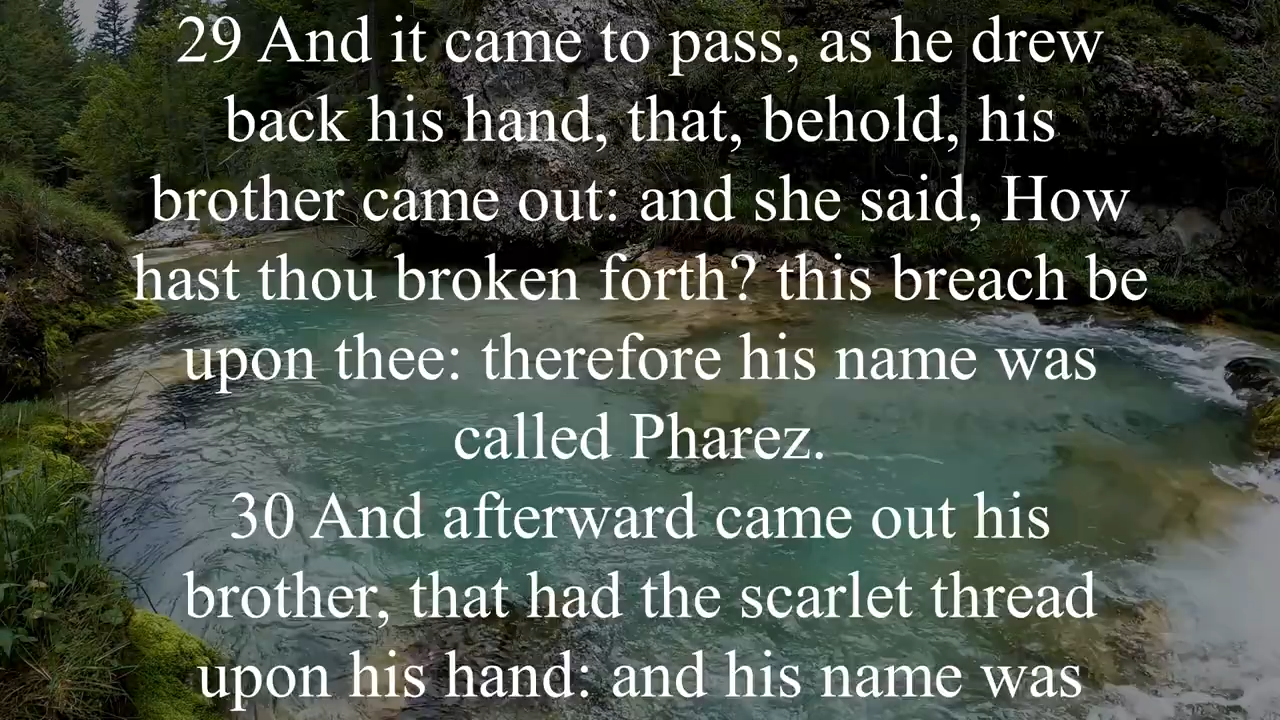 29 And it came to pass, as he drew
back his hand, that, behold, his
brother came out: and she said, How
hast thou broken forth? this breach be
upon thee: therefore his name was
called Pharez.
30 And afterward came out his
brother, that had the scarlet thread
upon his hand: and his name was